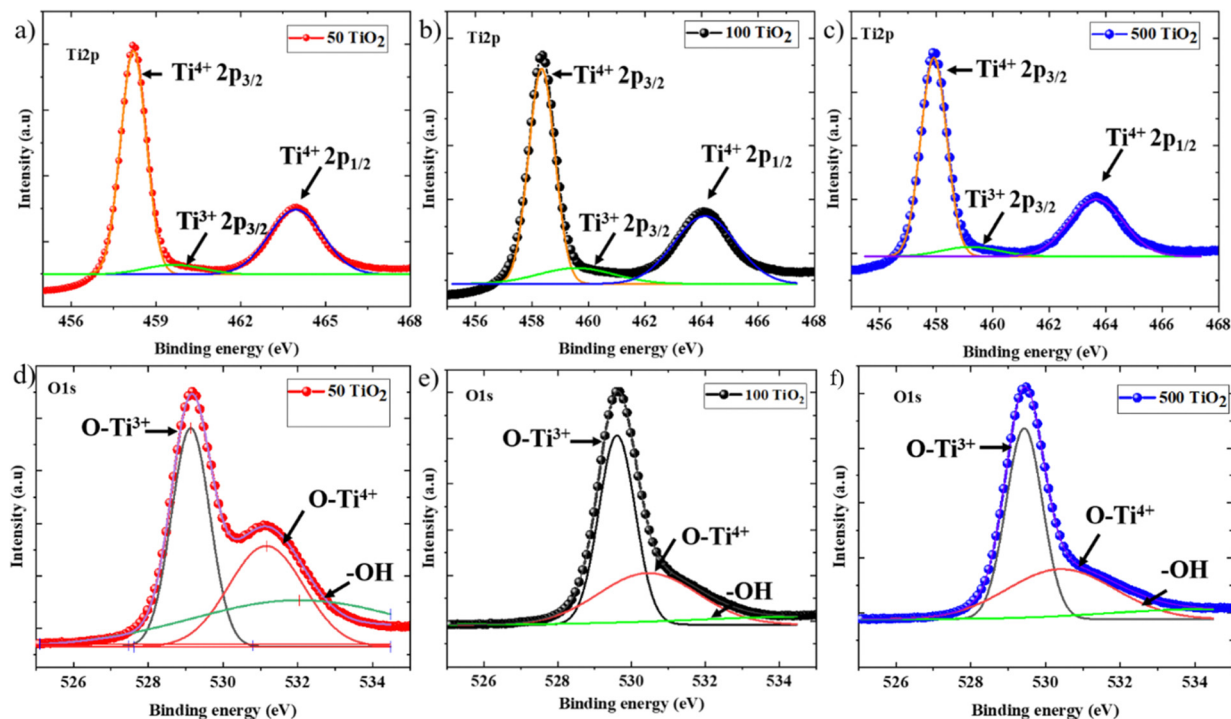 a)
Ti2p
50 TiO₂
Ti⁴⁺ 2p₃/₂
Ti⁴⁺ 2p₁/₂
Ti³⁺ 2p₃/₂
Intensity (a.u)
456 459 462 465 468
Binding energy (eV)
b)
Ti2p
100 TiO₂
Ti⁴⁺ 2p₃/₂
Ti⁴⁺ 2p₁/₂
Ti³⁺ 2p₃/₂
Intensity (a.u)
456 458 460 462 464 466 468
Binding energy (eV)
c)
Ti2p
500 TiO₂
Ti⁴⁺ 2p₃/₂
Ti⁴⁺ 2p₁/₂
Ti³⁺ 2p₃/₂
Intensity (a.u)
456 458 460 462 464 466 468
Binding energy (eV)
d)
O1s
50 TiO₂
O-Ti³⁺
O-Ti⁴⁺
-OH
Intensity (a.u)
526 528 530 532 534
Binding energy (eV)
e)
O1s
100 TiO₂
O-Ti³⁺
O-Ti⁴⁺
-OH
Intensity (a.u)
526 528 530 532 534
Binding energy (eV)
f)
O1s
500 TiO₂
O-Ti³⁺
O-Ti⁴⁺
-OH
Intensity (a.u)
526 528 530 532 534
Binding energy (eV)